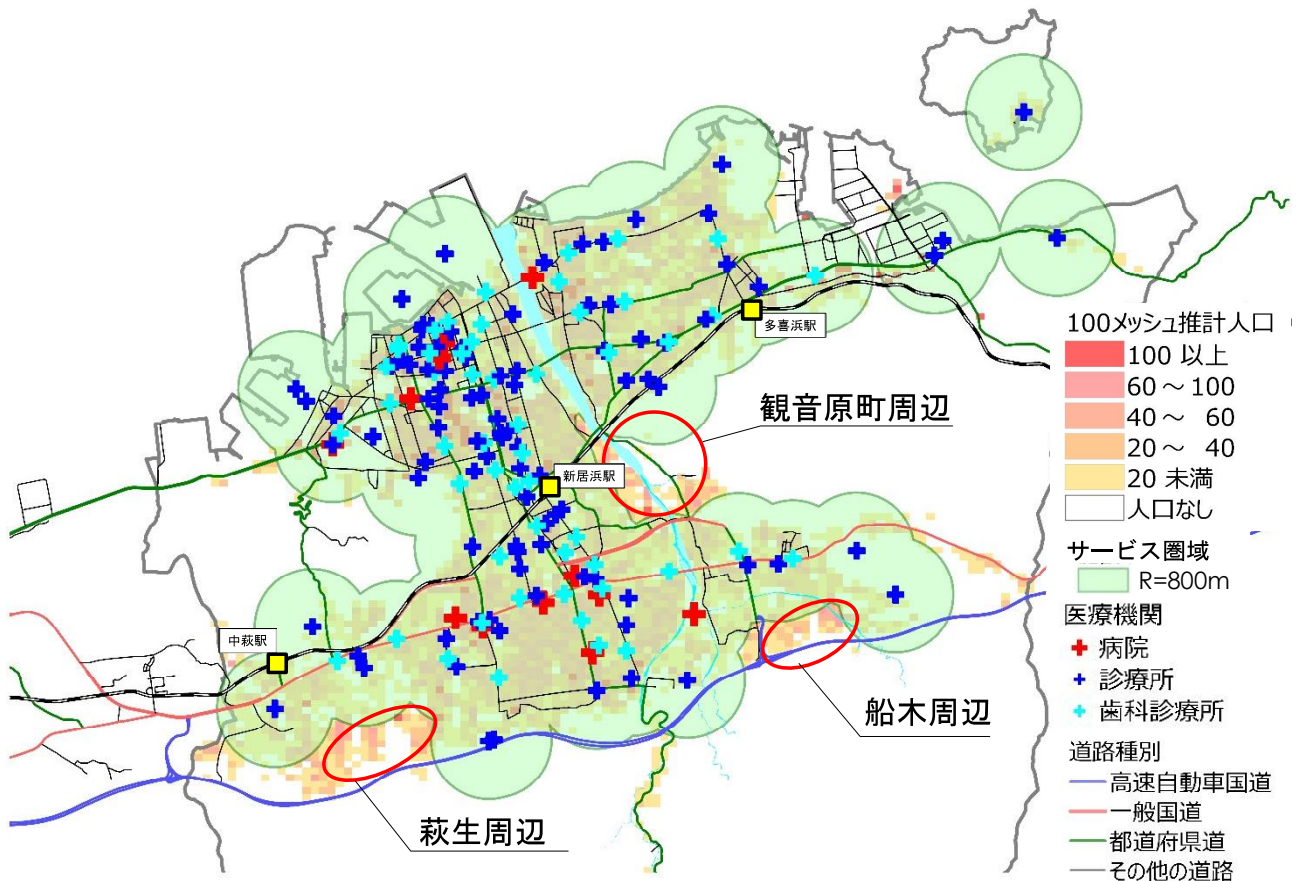 多喜浜駅
観音原町周辺
新居浜駅
中萩駅
船木周辺
萩生周辺
100メッシュ推計人口
100 以上
60～100
40～ 60
20～ 40
20 未満
人口なし
サービス圏域
R=800m
医療機関
病院
診療所
歯科診療所
道路種別
高速自動車国道
一般国道
都道府県道
その他の道路